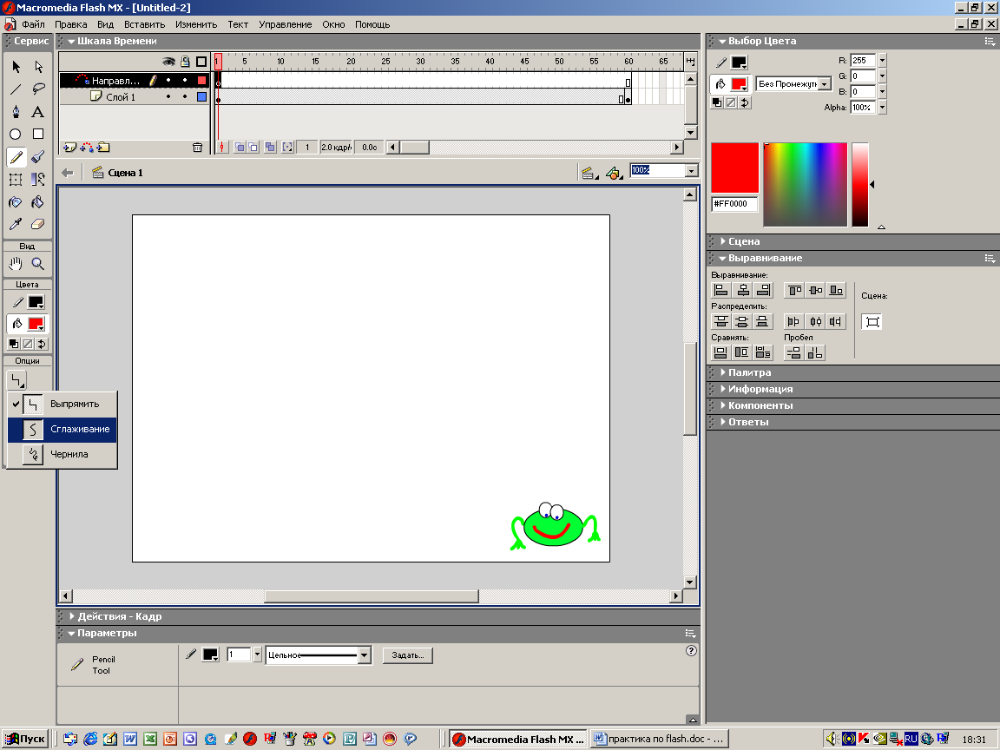 Macromedia Flash MX - [Untitled-2]
Файл Правка Вид Вставить Изменить Тект Управление Окно Помощь
Сервис
Шкала Времени
1 5 10 15 20 25 30 35 40 45 50 55 60 65
Направл...
Слой 1
1 2.0 кдр/ 0.0с
Сцена 1
100%
Вид
Цвета
Опции
Выпрямить
Сглаживание
Чернила
Действия - Кадр
Параметры
Pencil
Tool
1
Цельное
Задать...
Выбор Цвета
R: 255
Без Промежутк
G: 0
B: 0
Alpha: 100%
#FF0000
Сцена
Выравнивание
Выравнивание:
Сцена:
Распределить:
Сравнять:
Пробел
Палитра
Информация
Компоненты
Ответы
Пуск
Macromedia Flash MX ...
практика по flash.doc - ...
RU
18:31